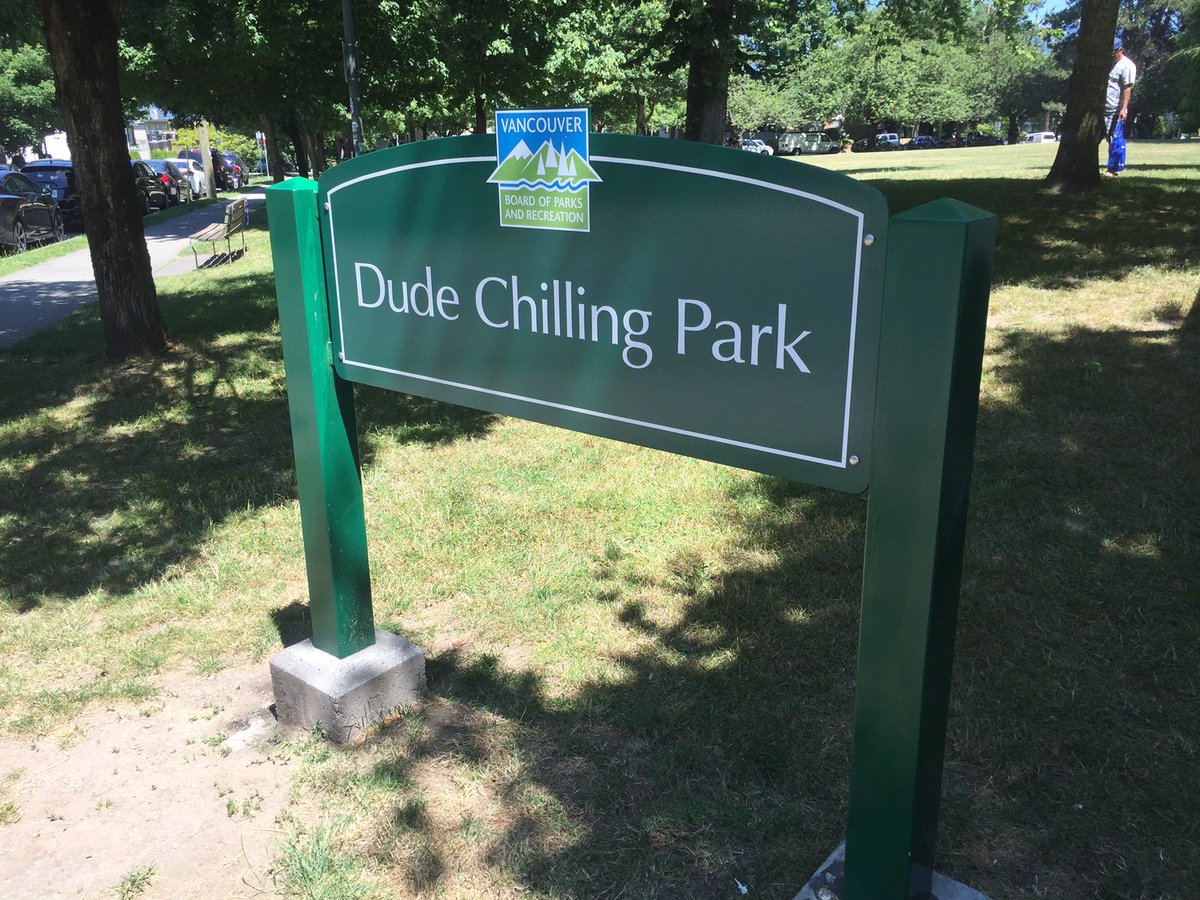 VANCOUVER
BOARD OF PARKS
AND RECREATION
Dude Chilling Park